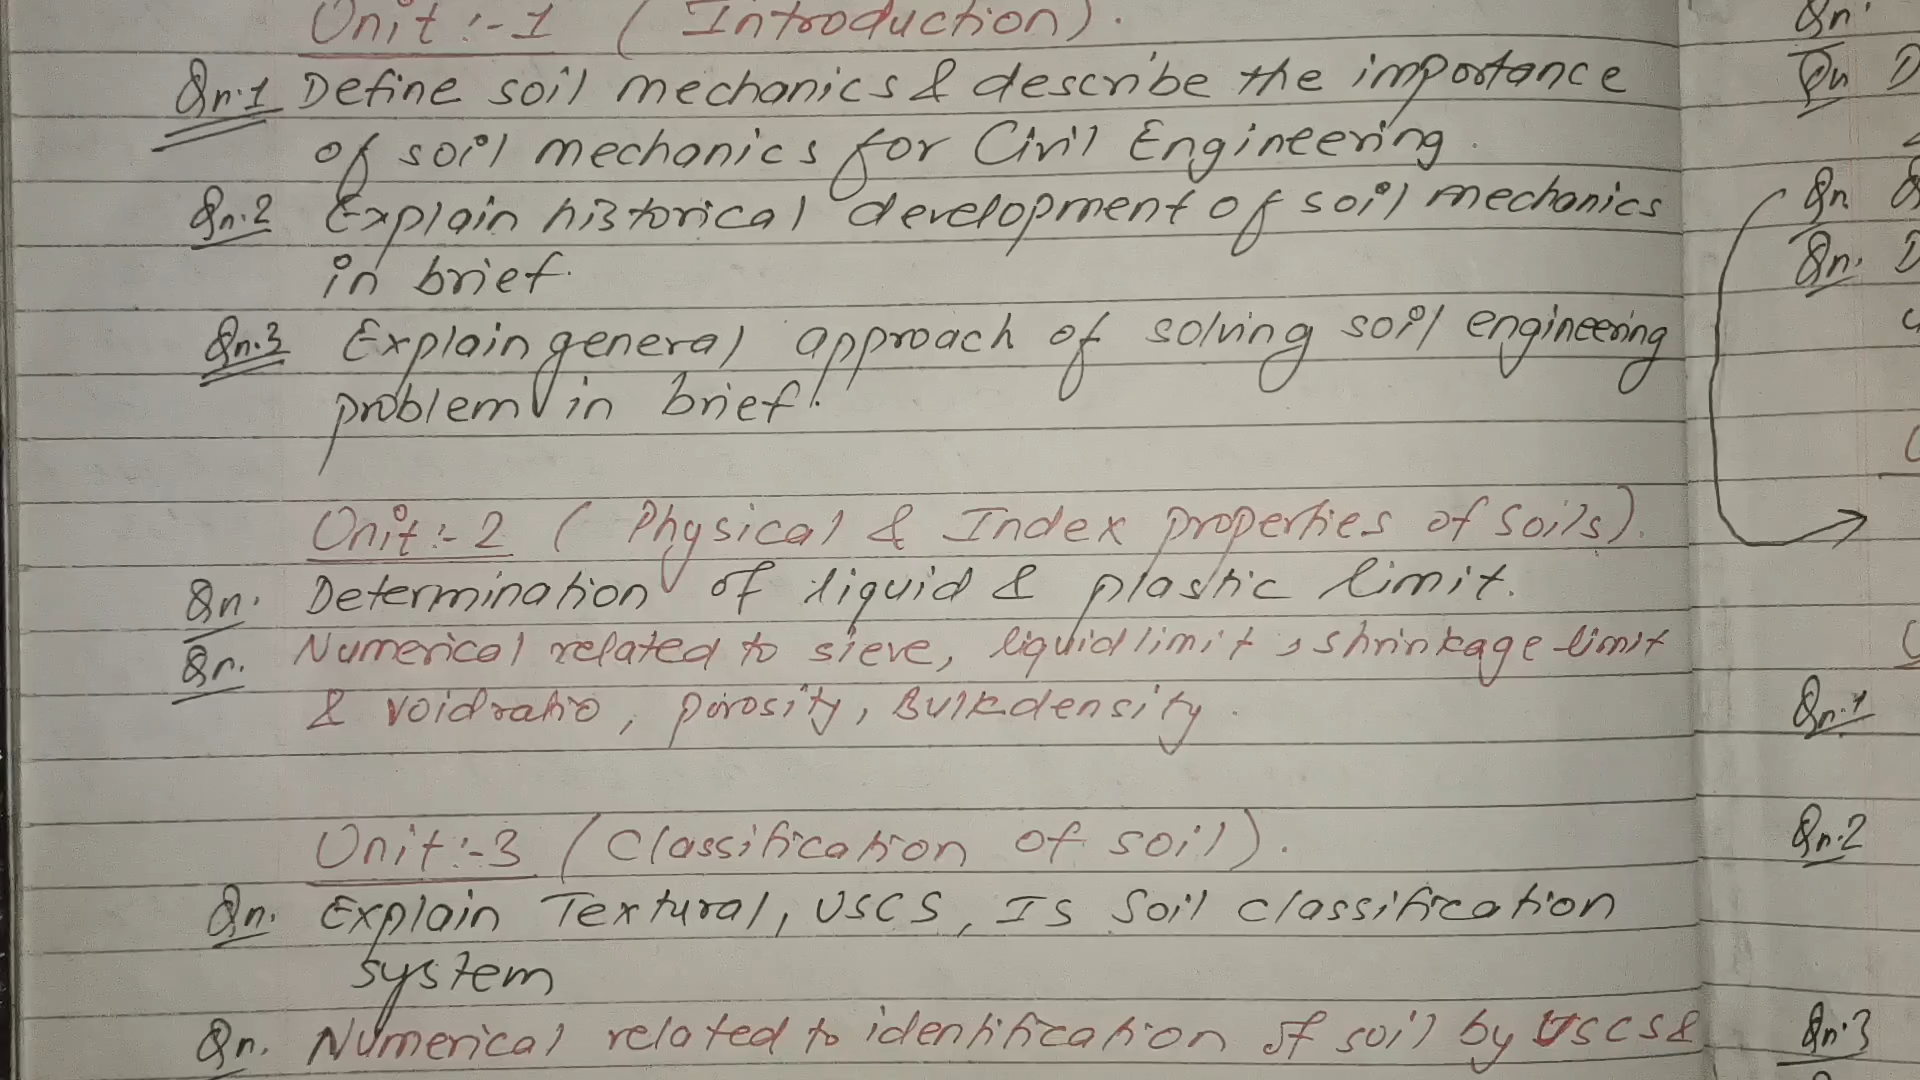 Unit :- 1 ( Introduction).
Qn.1 Define soil mechanics & describe the importance
of soil mechanics for Civil Engineering.
Qn.2 Explain historical development of soil mechanics
in brief.
Qn.3 Explain general approach of solving soil engineering
problem in brief.
Unit :- 2 ( Physical & Index properties of soils).
Qn. Determination of liquid & plastic limit.
Qn. Numerical related to sieve, liquid limit, shrinkage limit
& void ratio, porosity, Bulk density.
Unit :- 3 (Classification of soil).
Qn. Explain Textural, USCS, Is Soil classification
system
Qn. Numerical related to identification of soil by USCS &
Qn.
Qn D
Qn
Qn. D
Qn.1
Qn.2
Qn.3